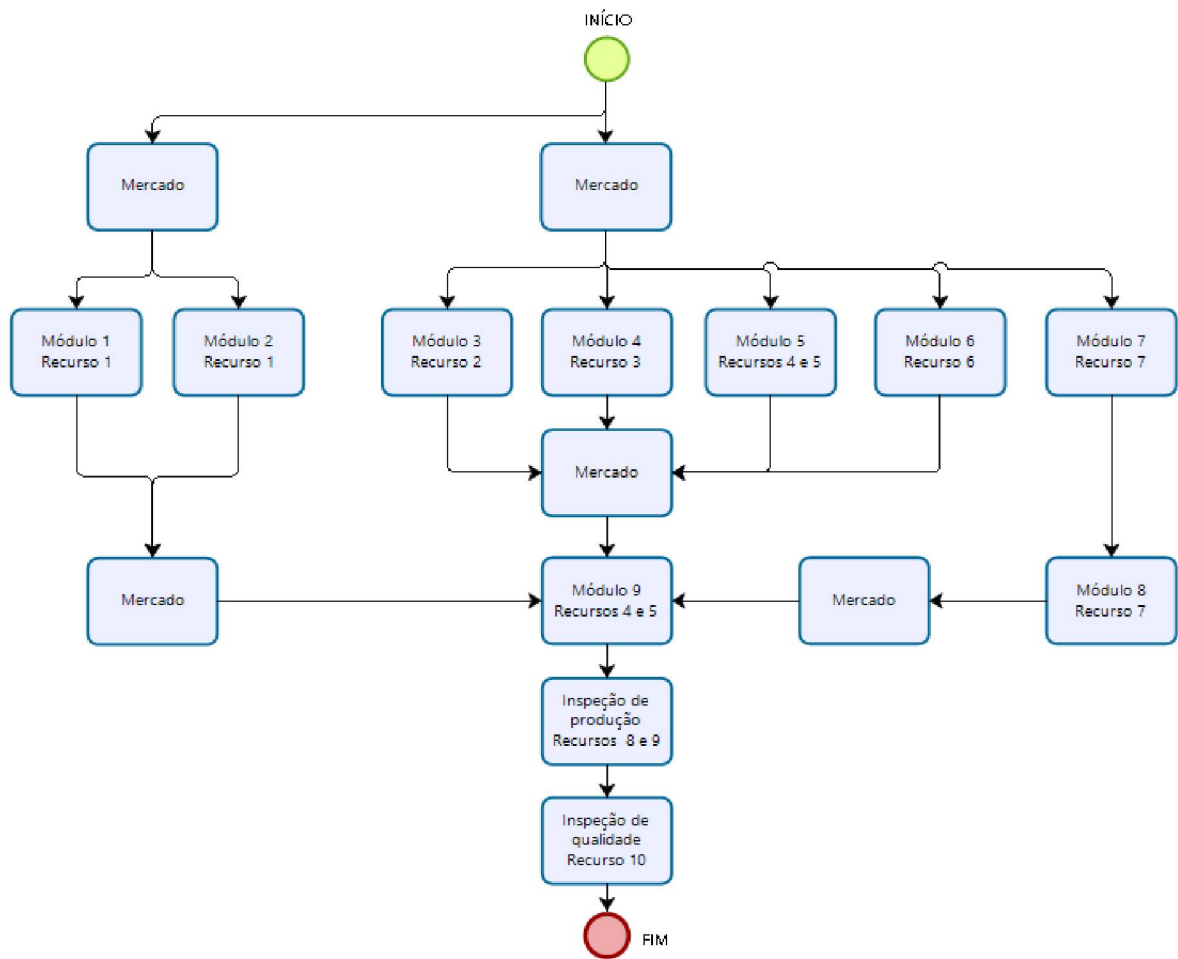 INÍCIO
Mercado
Mercado
Módulo 1
Recurso 1
Módulo 2
Recurso 1
Módulo 3
Recurso 2
Módulo 4
Recurso 3
Módulo 5
Recursos 4 e 5
Módulo 6
Recurso 6
Módulo 7
Recurso 7
Mercado
Mercado
Módulo 9
Recursos 4 e 5
Mercado
Módulo 8
Recurso 7
Inspeção de
produção
Recursos 8 e 9
Inspeção de
qualidade
Recurso 10
FIM